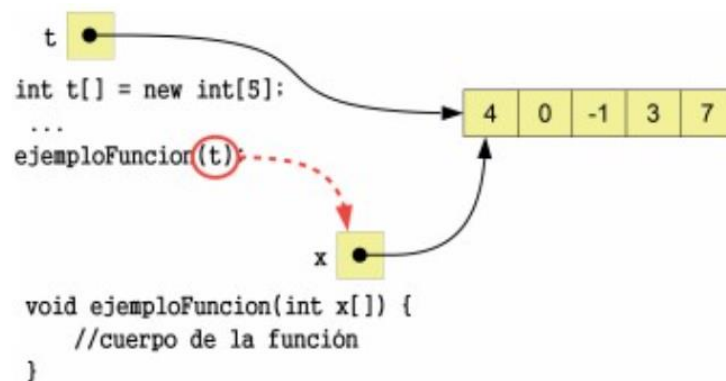 t
int t[] = new int[5]:
...
4 0 -1 3 7
ejemploFuncion(t);
x
void ejemploFuncion(int x[]) {
//cuerpo de la función
}